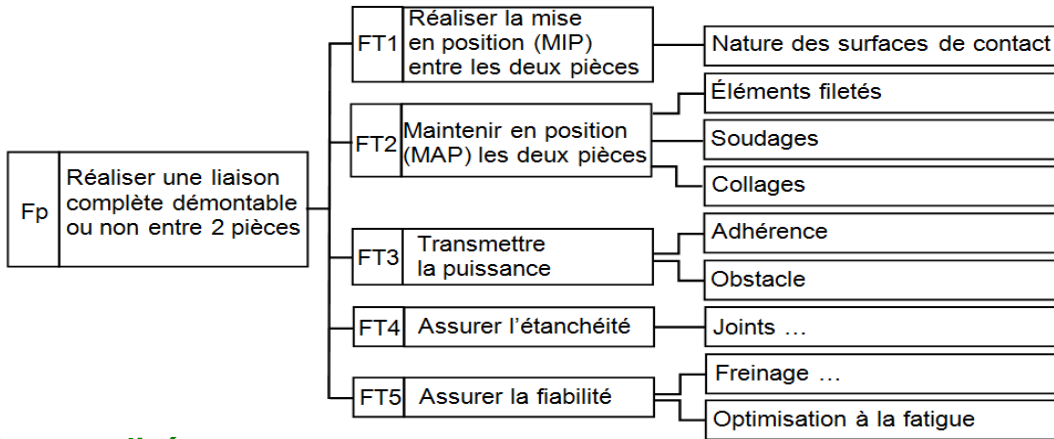 Fp
Réaliser une liaison
complète démontable
ou non entre 2 pièces
FT1
Réaliser la mise
en position (MIP)
entre les deux pièces
Nature des surfaces de contact
FT2
Maintenir en position
(MAP) les deux pièces
Éléments filetés
Soudages
Collages
FT3
Transmettre
la puissance
Adhérence
Obstacle
FT4
Assurer l'étanchéité
Joints ...
FT5
Assurer la fiabilité
Freinage ...
Optimisation à la fatigue